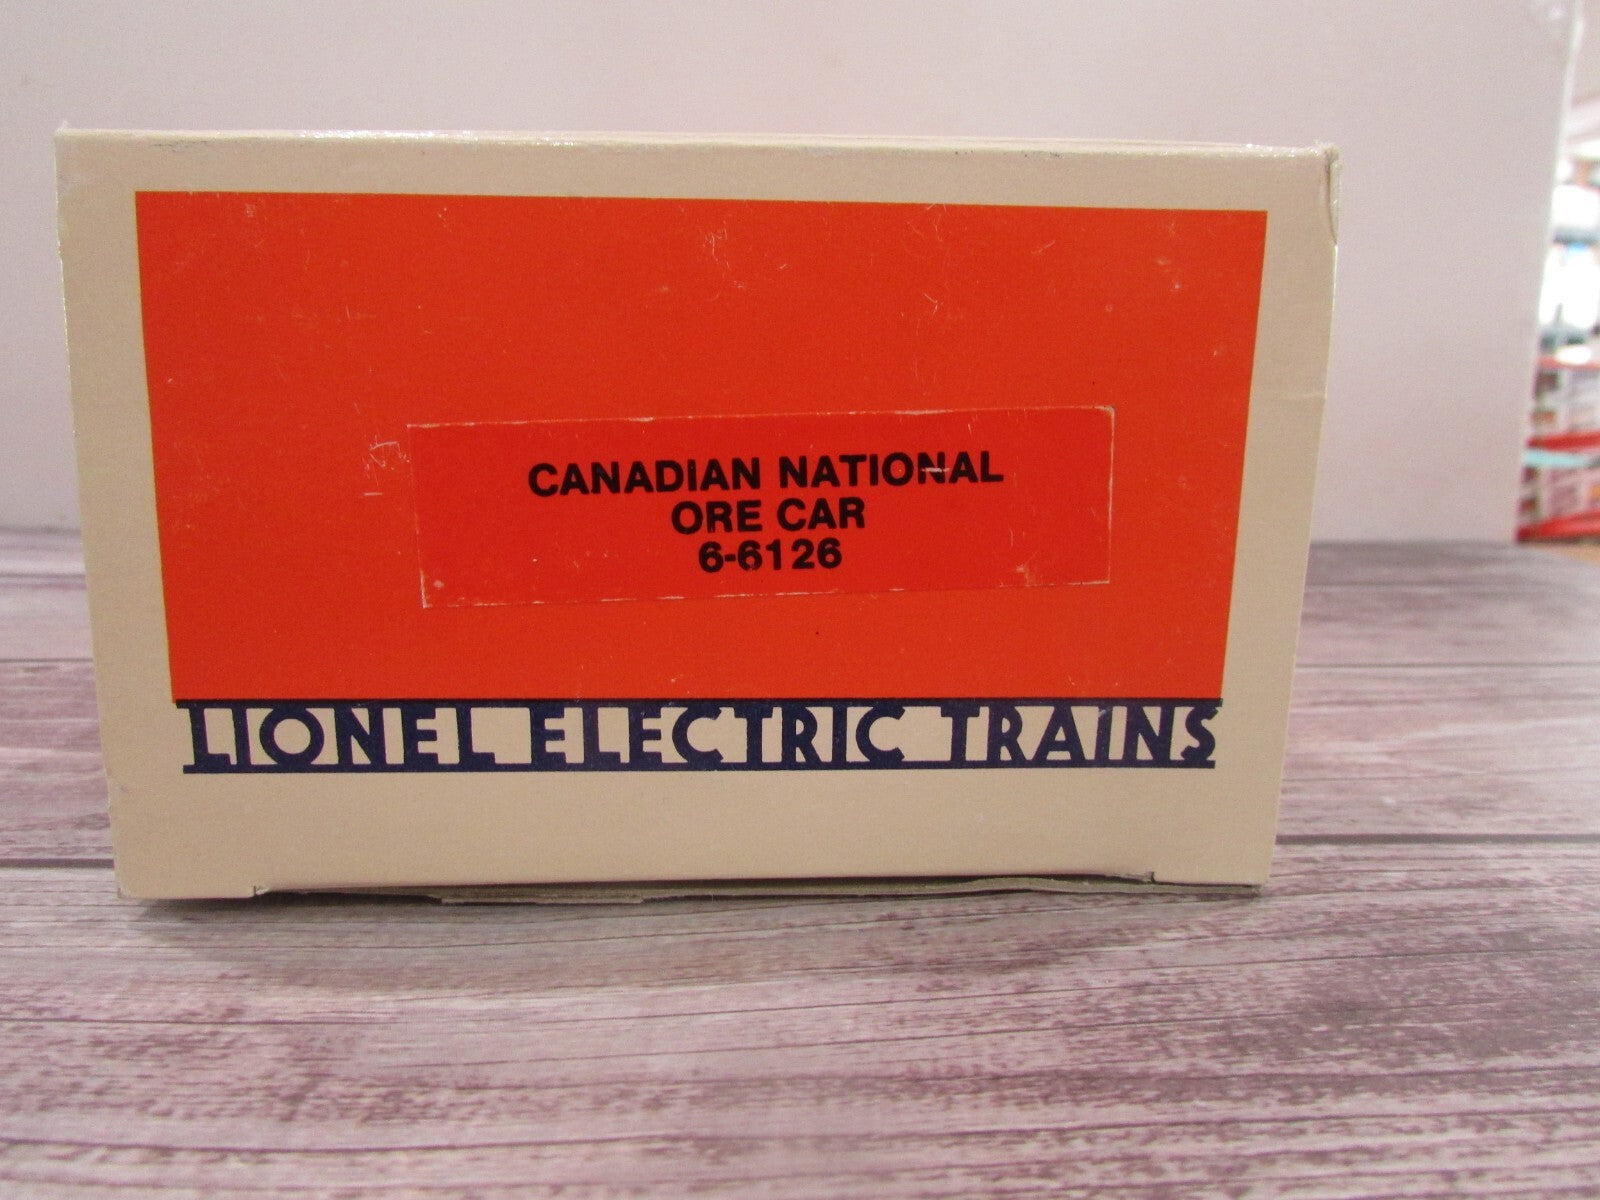 CANADIAN NATIONAL
ORE CAR
6-6126
LIONEL ELECTRIC TRAINS